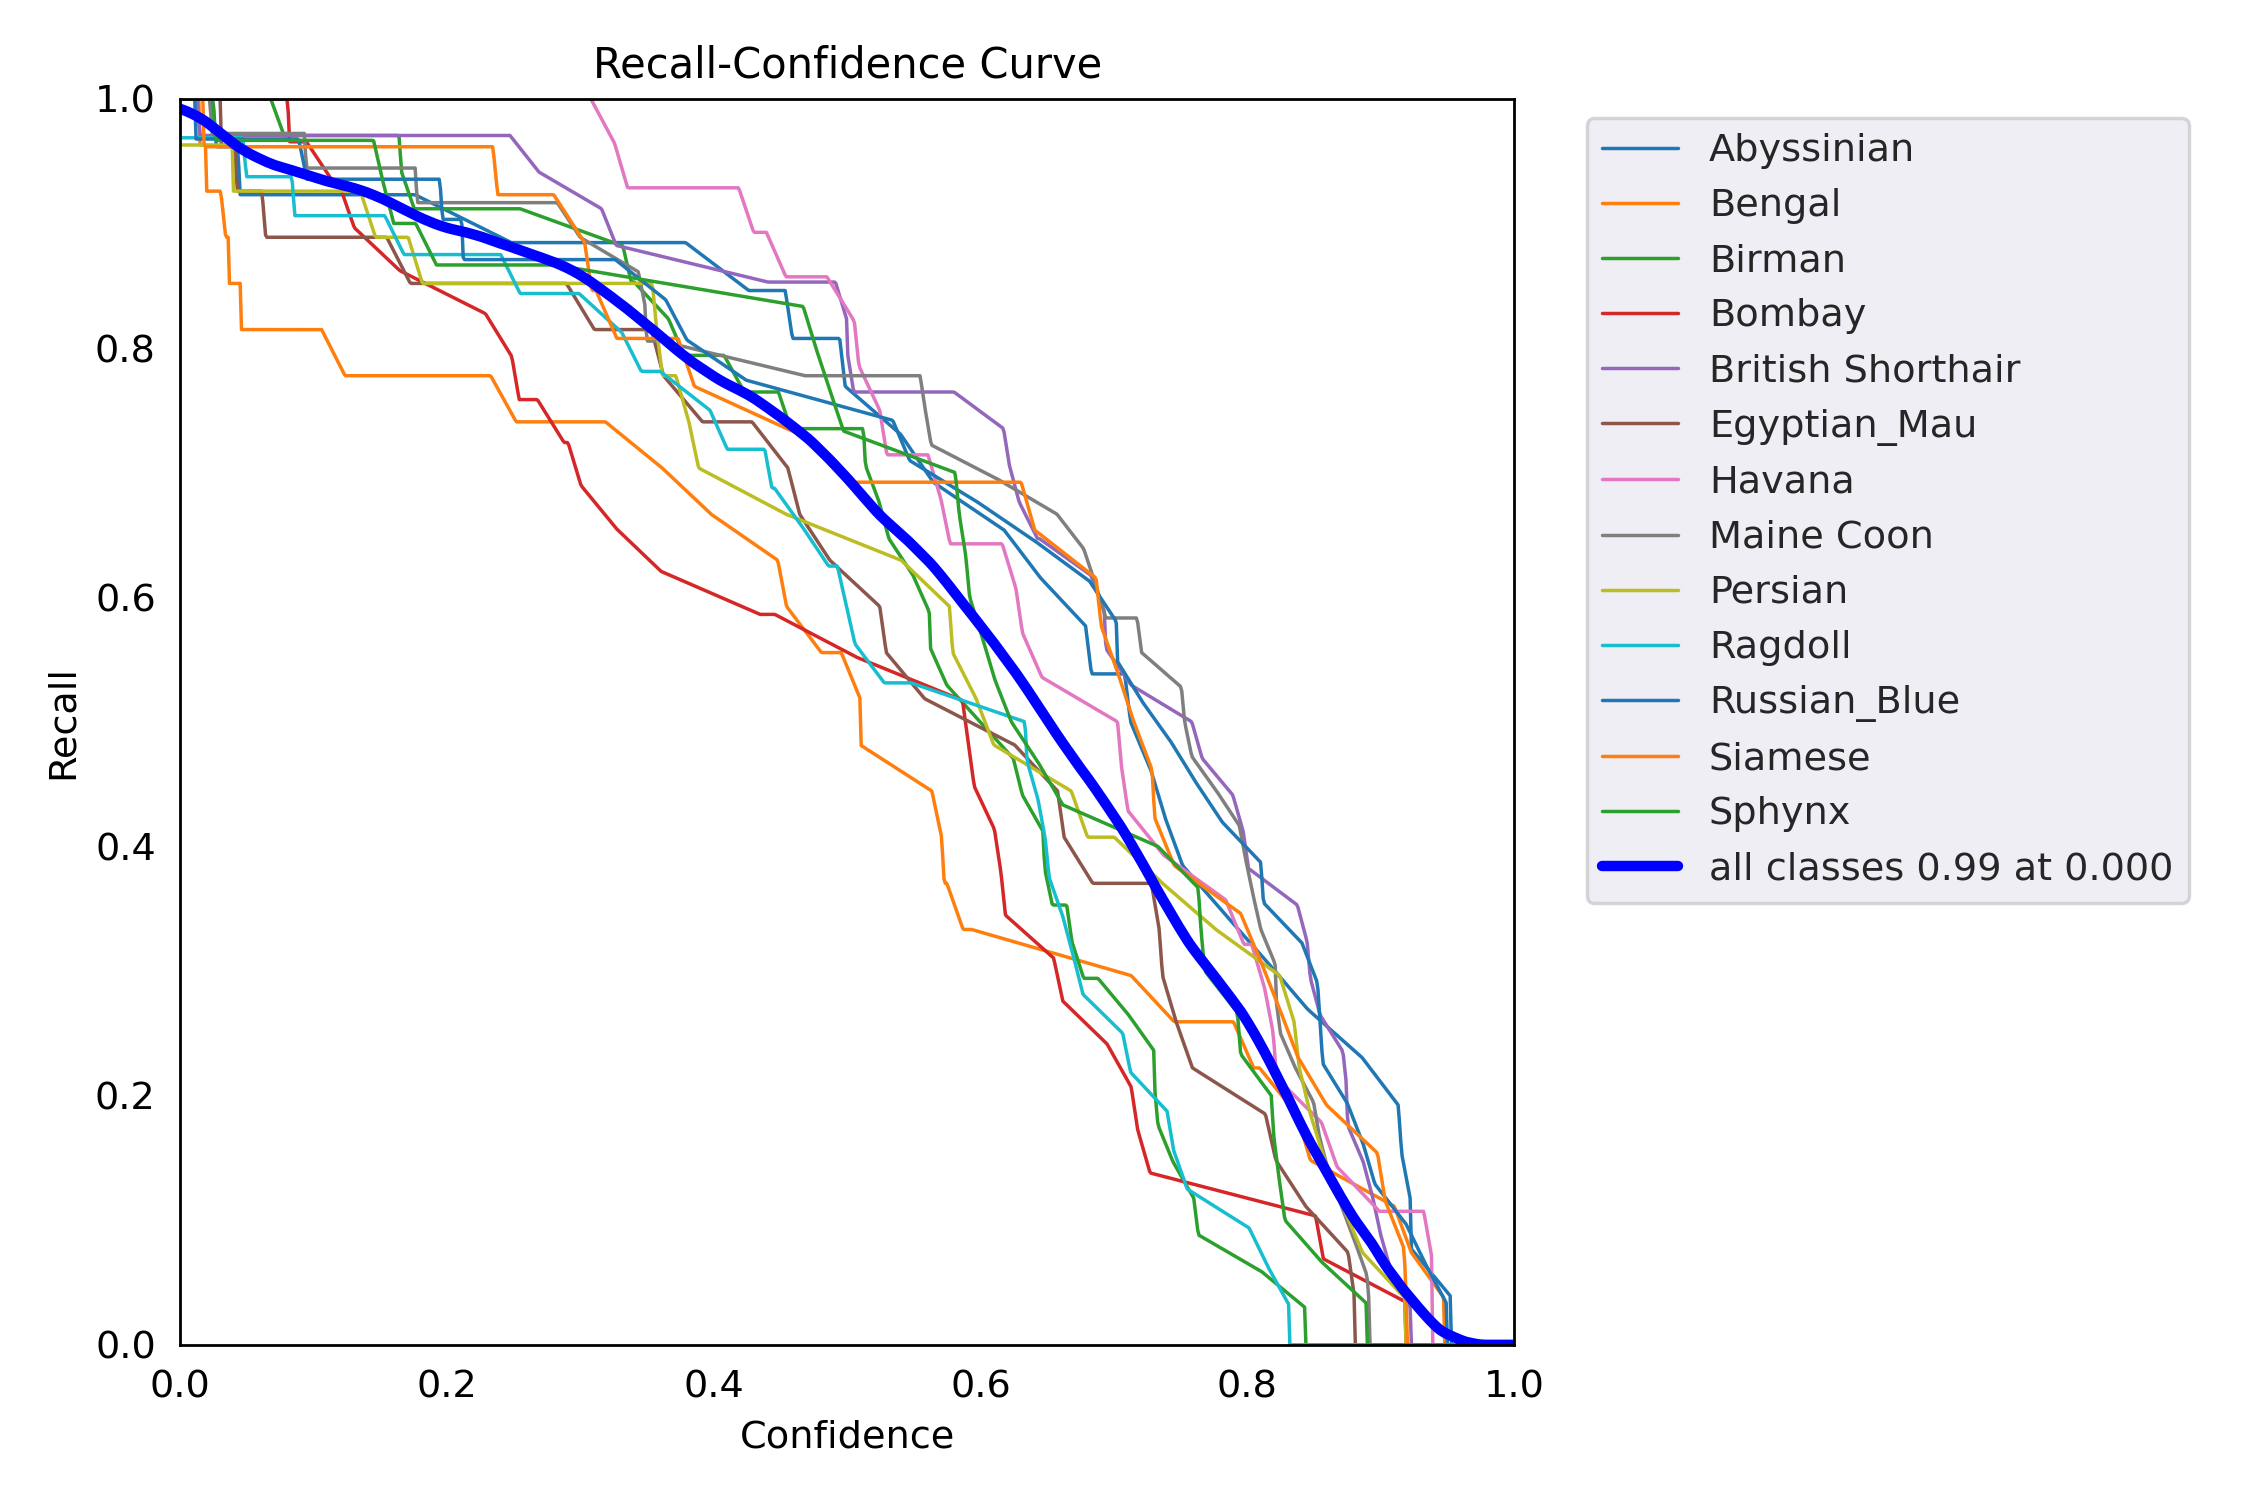 Recall-Confidence Curve
1.0
0.8
0.6
0.4
0.2
0.0
Recall
0.0 0.2 0.4 0.6 0.8 1.0
Confidence
Abyssinian
Bengal
Birman
Bombay
British Shorthair
Egyptian_Mau
Havana
Maine Coon
Persian
Ragdoll
Russian_Blue
Siamese
Sphynx
all classes 0.99 at 0.000